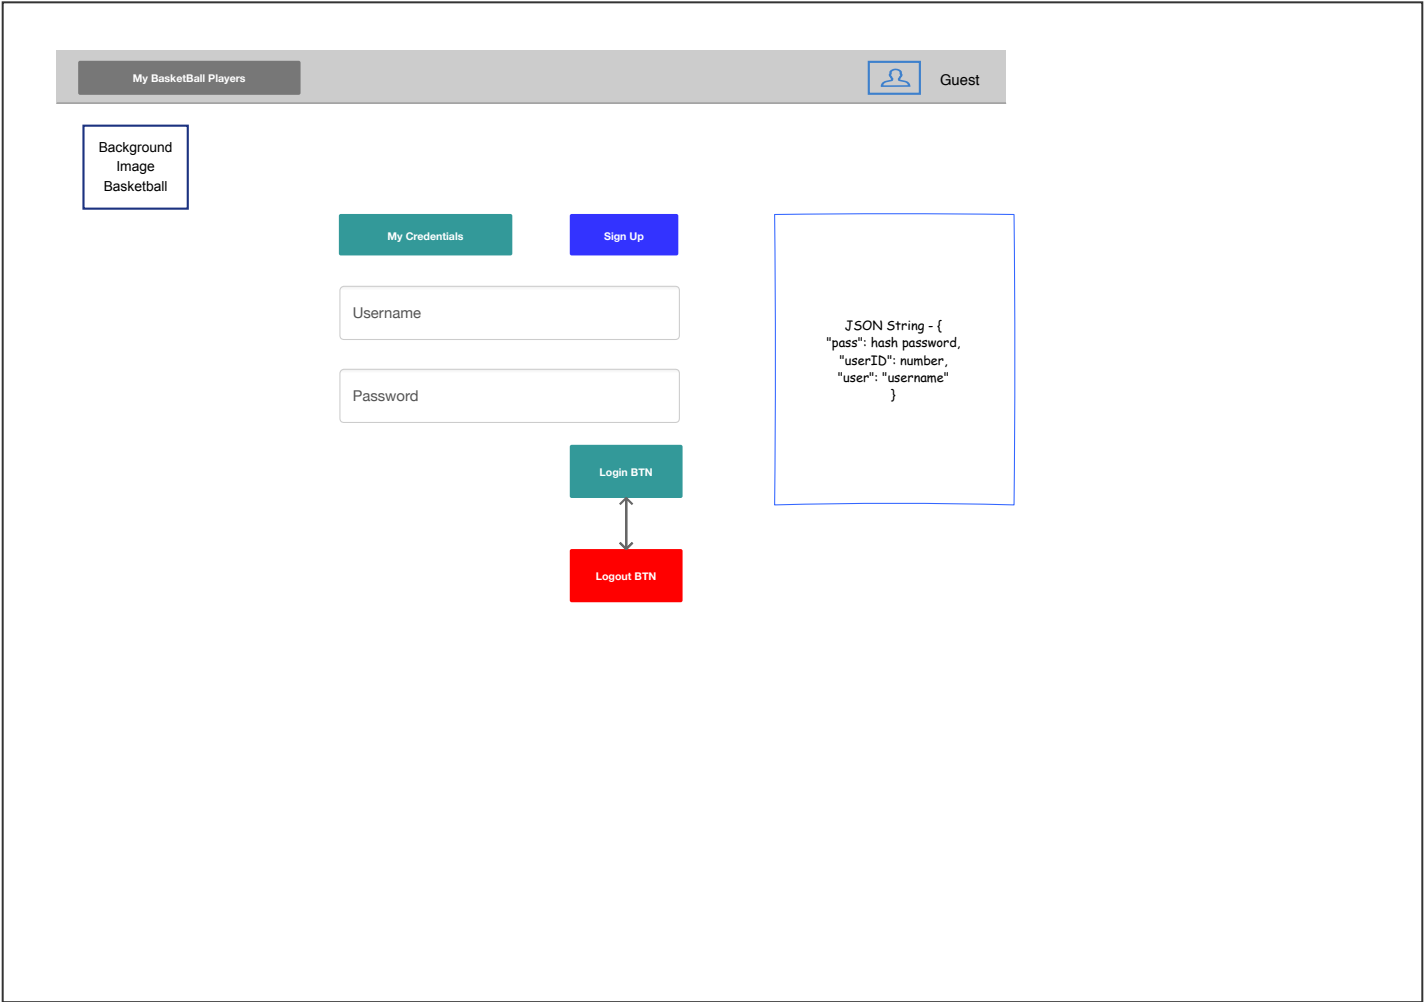 My BasketBall Players
Guest
Background
Image
Basketball
My Credentials
Sign Up
Username
Password
Login BTN
Logout BTN
JSON String - {
"pass": hash password,
"userID": number,
"user": "username"
}